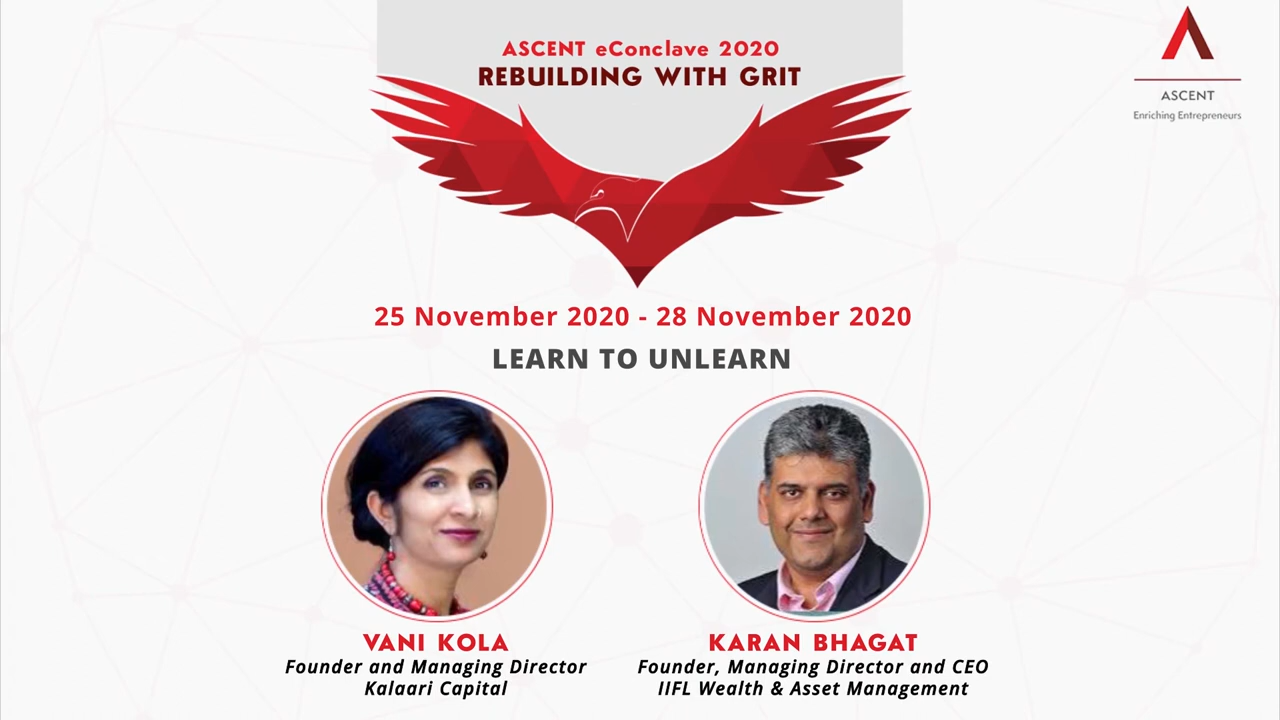 ASCENT eConclave 2020
REBUILDING WITH GRIT
ASCENT
Enriching Entrepreneurs
25 November 2020 - 28 November 2020
LEARN TO UNLEARN
VANI KOLA
Founder and Managing Director
Kalaari Capital
KARAN BHAGAT
Founder, Managing Director and CEO
IIFL Wealth & Asset Management